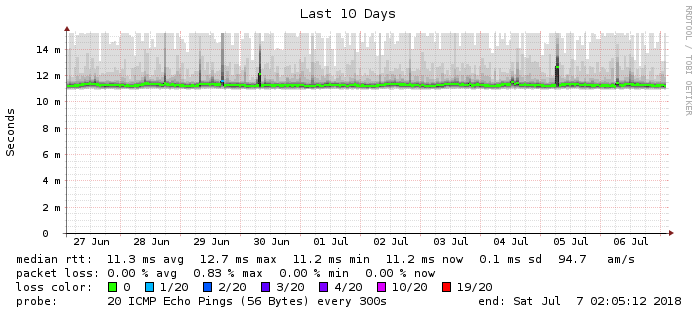 Last 10 Days
RRDTOOL / TOBI OETIKER
Seconds
14 m
12 m
10 m
8 m
6 m
4 m
2 m
0
27 Jun 28 Jun 29 Jun 30 Jun 01 Jul 02 Jul 03 Jul 04 Jul 05 Jul 06 Jul
median rtt: 11.3 ms avg 12.7 ms max 11.2 ms min 11.2 ms now 0.1 ms sd 94.7 am/s
packet loss: 0.00 % avg 0.83 % max 0.00 % min 0.00 % now
loss color: 0 1/20 2/20 3/20 4/20 10/20 19/20
probe: 20 ICMP Echo Pings (56 Bytes) every 300s end: Sat Jul 7 02:05:12 2018